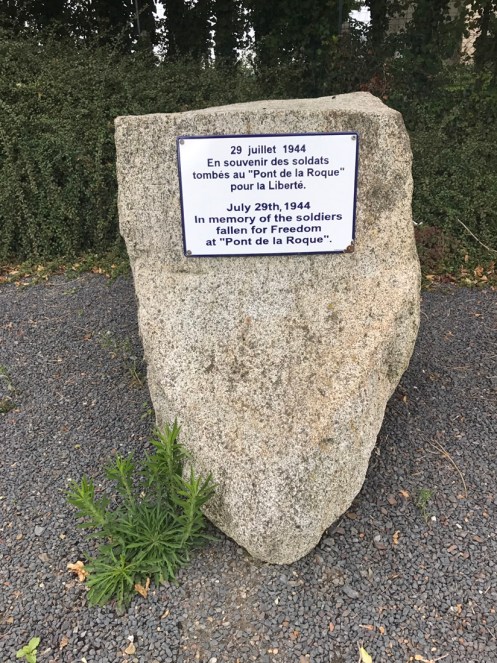 29 juillet 1944
En souvenir des soldats
tombés au "Pont de la Roque"
pour la Liberté.
July 29th, 1944
In memory of the soldiers
fallen for Freedom
at "Pont de la Roque".